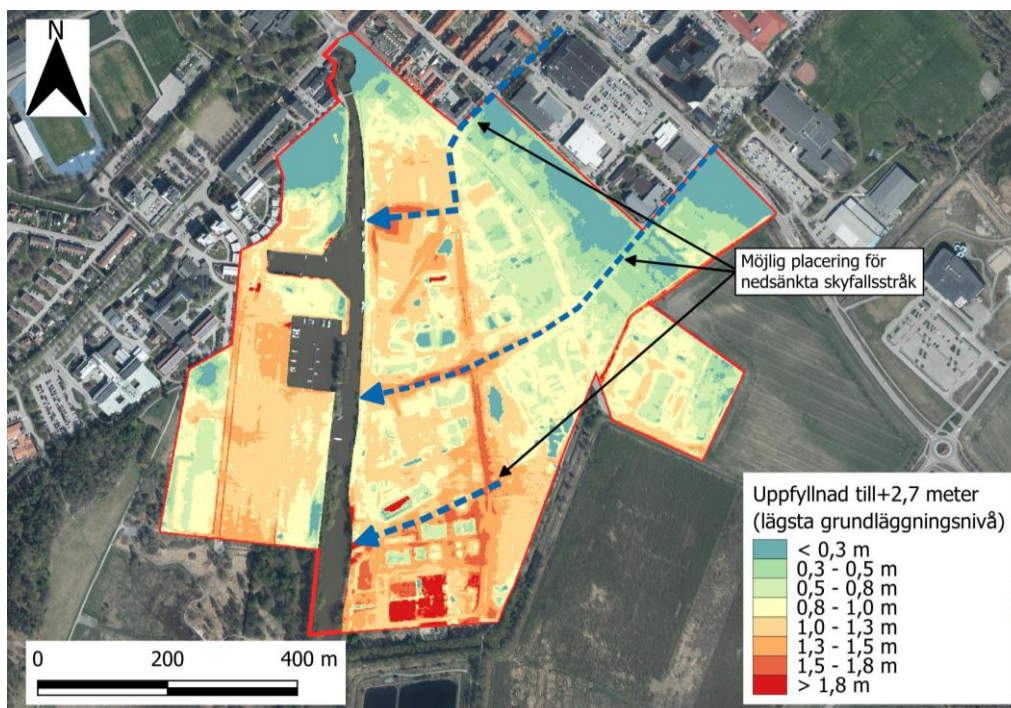 N
Möjlig placering för
nedsänkta skyfallsstråk
Uppfyllnad till+2,7 meter
(lägsta grundläggningsnivå)
< 0,3 m
0,3 - 0,5 m
0,5 - 0,8 m
0,8 - 1,0 m
1,0 - 1,3 m
1,3 - 1,5 m
1,5 - 1,8 m
> 1,8 m
0 200 400 m